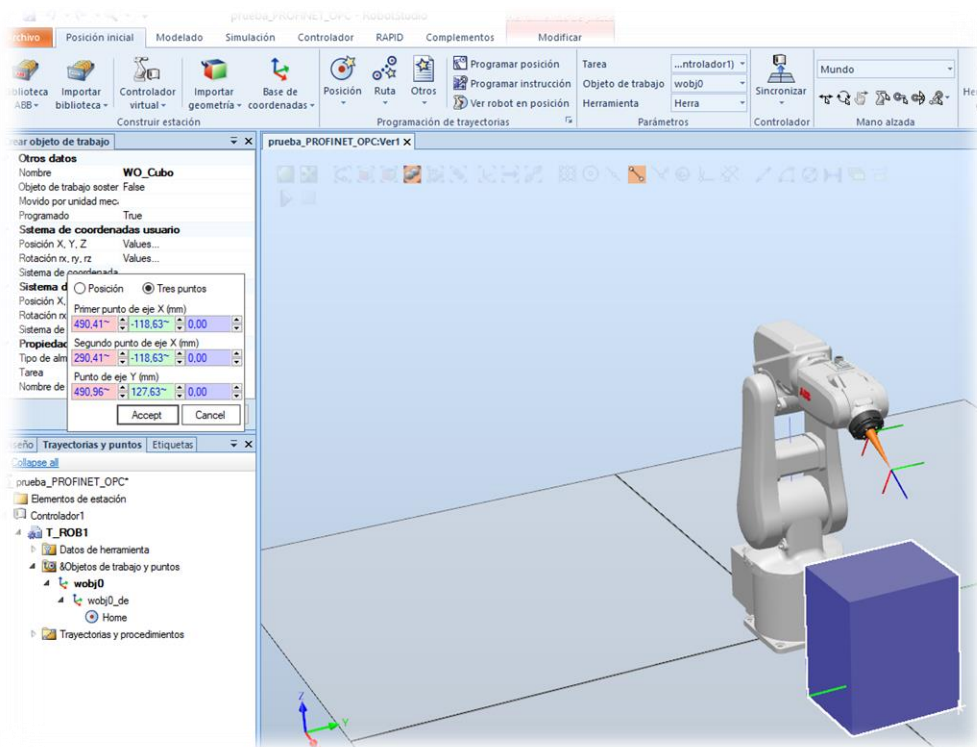 prueba_PROFINET_OPC - RobotStudio
Archivo Posición inicial Modelado Simulación Controlador RAPID Complementos Modificar
Biblioteca ABB
Importar biblioteca
Controlador virtual
Importar geometría
Base de coordenadas
Construir estación
Posición
Ruta
Otros
Programar posición
Programar instrucción
Ver robot en posición
Programación de trayectorias
Tarea ...ntrolador1)
Objeto de trabajo wobj0
Herramienta Herra
Parámetros
Sincronizar
Controlador
Mundo
Mano alzada
Crear objeto de trabajo
Otros datos
Nombre WO_Cubo
Objeto de trabajo soster False
Movido por unidad mec.
Programado True
Sistema de coordenadas usuario
Posición X, Y, Z Values...
Rotación rx, ry, rz Values...
Sistema de coordenada
Sistema d
Posición X,
Rotación rx
Sistema de
Propiedad
Tipo de alm
Tarea
Nombre de
Posición Tres puntos
Primer punto de eje X (mm)
490,41~ -118,63~ 0,00
Segundo punto de eje X (mm)
290,41~ -118,63~ 0,00
Punto de eje Y (mm)
490,96~ 127,63~ 0,00
Accept Cancel
Trayectorias y puntos Etiquetas
Collapse all
prueba_PROFINET_OPC*
Elementos de estación
Controlador1
T_ROB1
Datos de herramienta
&Objetos de trabajo y puntos
wobj0
wobj0_de
Home
Trayectorias y procedimientos
prueba_PROFINET_OPC:Ver1 X
ABB
Z
Y